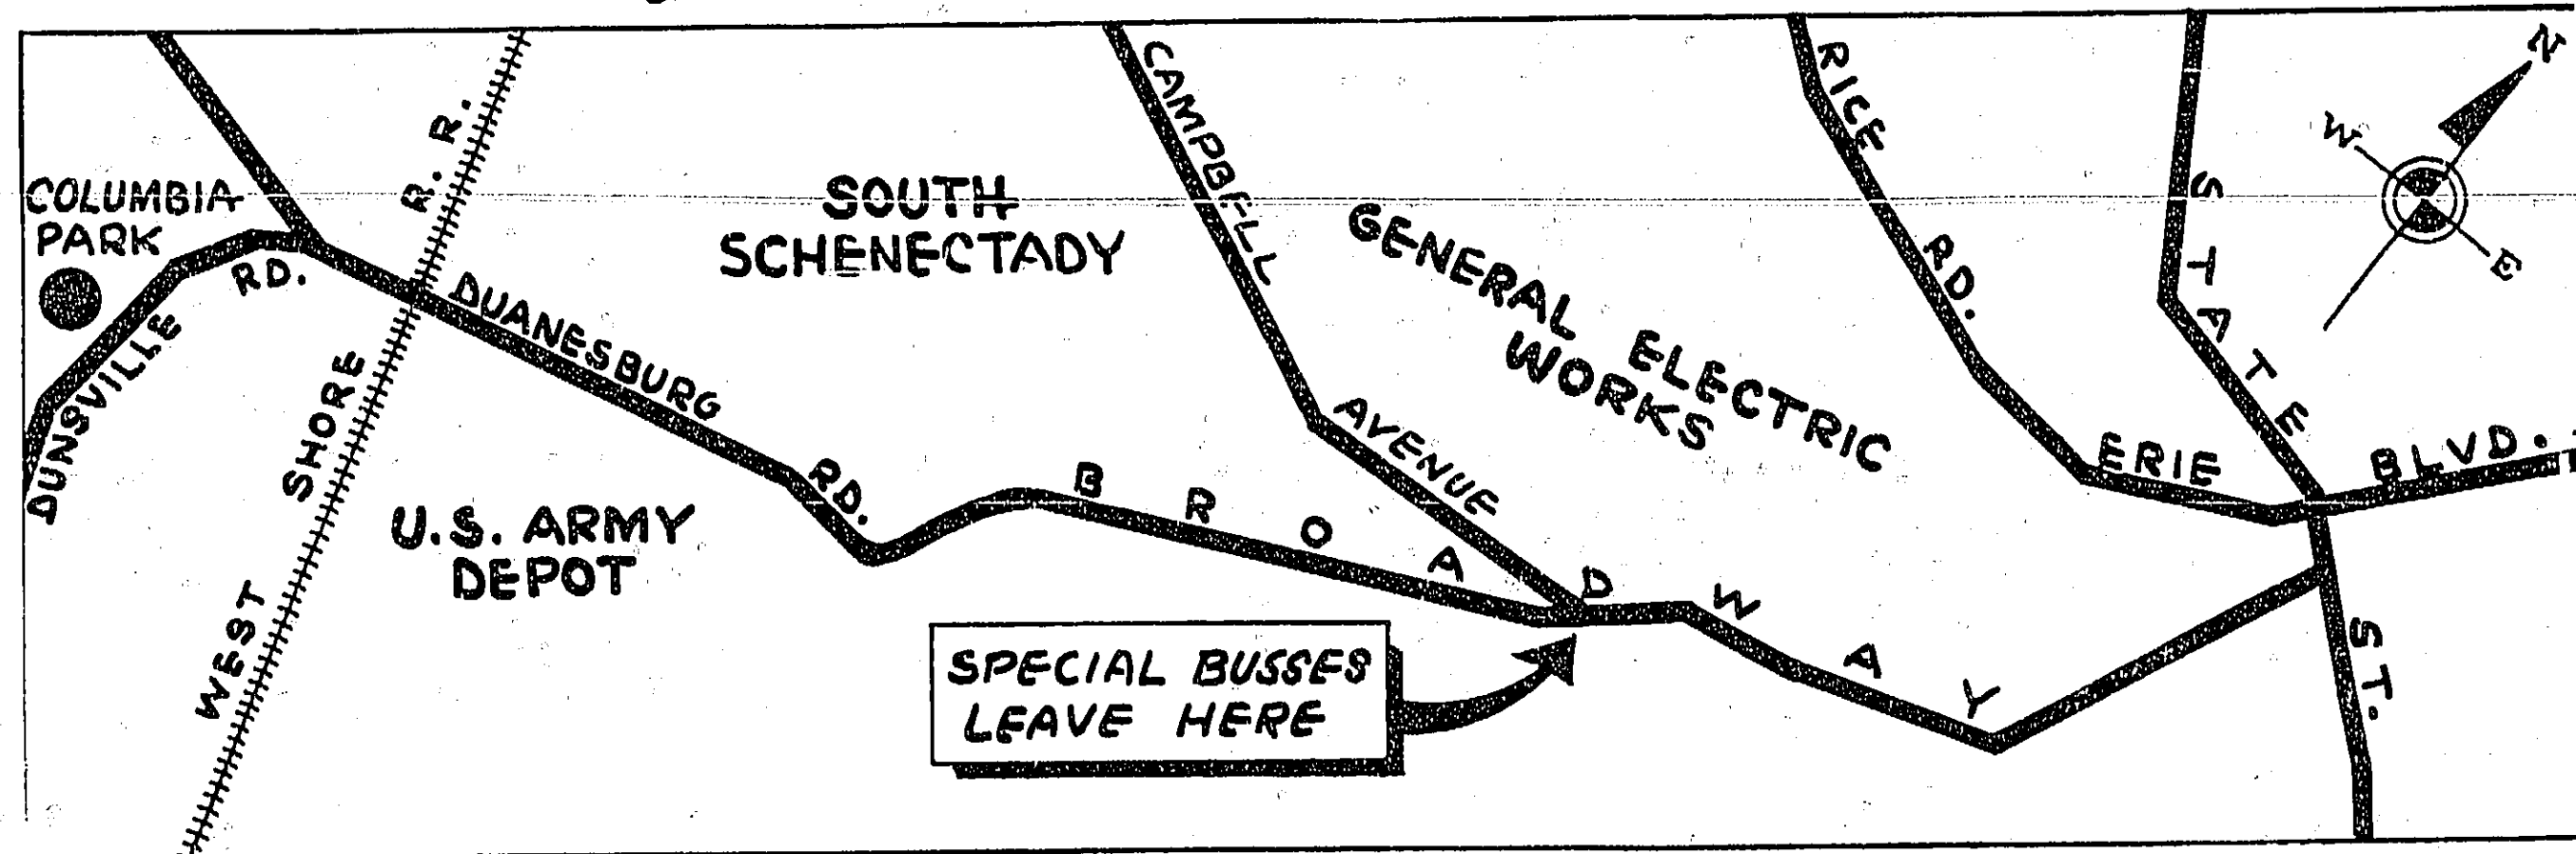 COLUMBIA
PARK
DUNSVILLE RD.
WEST SHORE R. R.
DUANESBURG RD.
SOUTH
SCHENECTADY
U.S. ARMY
DEPOT
CAMPBELL AVENUE
GENERAL ELECTRIC
WORKS
BROADWAY
SPECIAL BUSSES
LEAVE HERE
RICE RD.
ERIE BLVD.
STATE ST.
N
W
E